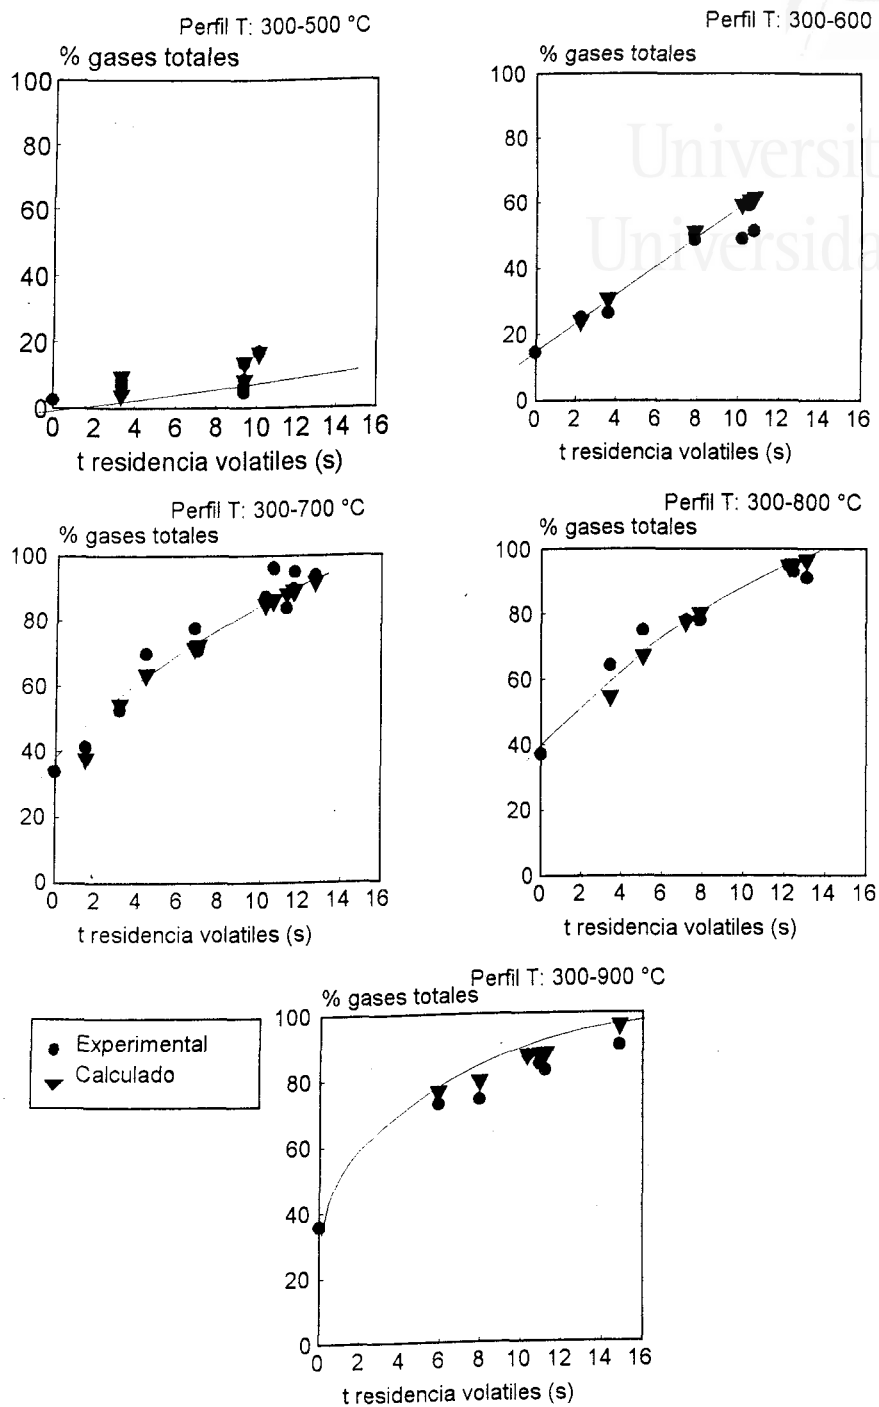 Perfil T: 300-500 °C
% gases totales
100
80
60
40
20
0
0 2 4 6 8 10 12 14 16
t residencia volatiles (s)
Perfil T: 300-600
% gases totales
100
80
60
40
20
0
0 2 4 6 8 10 12 14 16
t residencia volatiles (s)
Universit
Universida
Perfil T: 300-700 °C
% gases totales
100
80
60
40
20
0
0 2 4 6 8 10 12 14 16
t residencia volatiles (s)
Perfil T: 300-800 °C
% gases totales
100
80
60
40
20
0
0 2 4 6 8 10 12 14 16
t residencia volatiles (s)
Perfil T: 300-900 °C
% gases totales
100
80
60
40
20
0
0 2 4 6 8 10 12 14 16
t residencia volatiles (s)
Experimental
Calculado